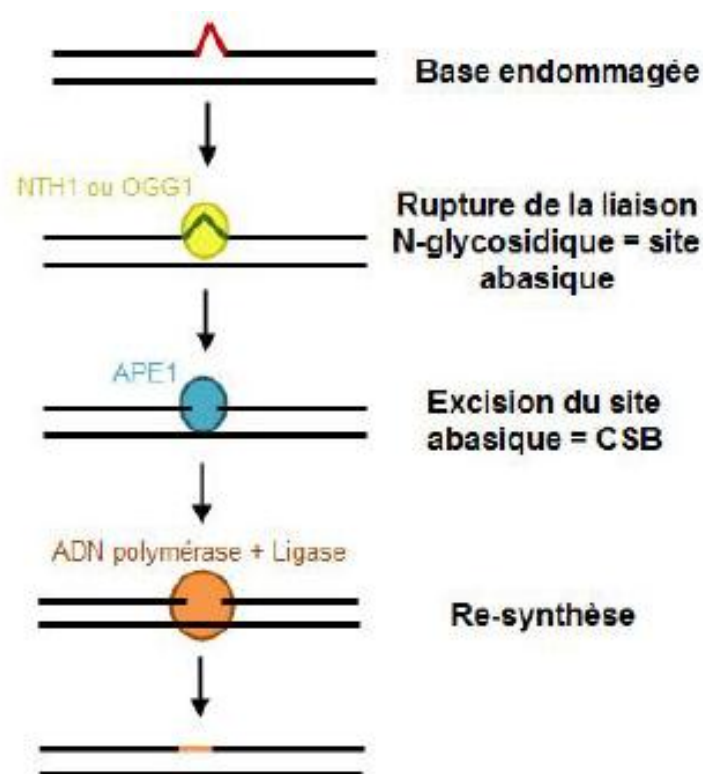 Base endommagée
NTH1 ou OGG1
Rupture de la liaison
N-glycosidique = site
abasique
APE1
Excision du site
abasique = CSB
ADN polymérase + Ligase
Re-synthèse